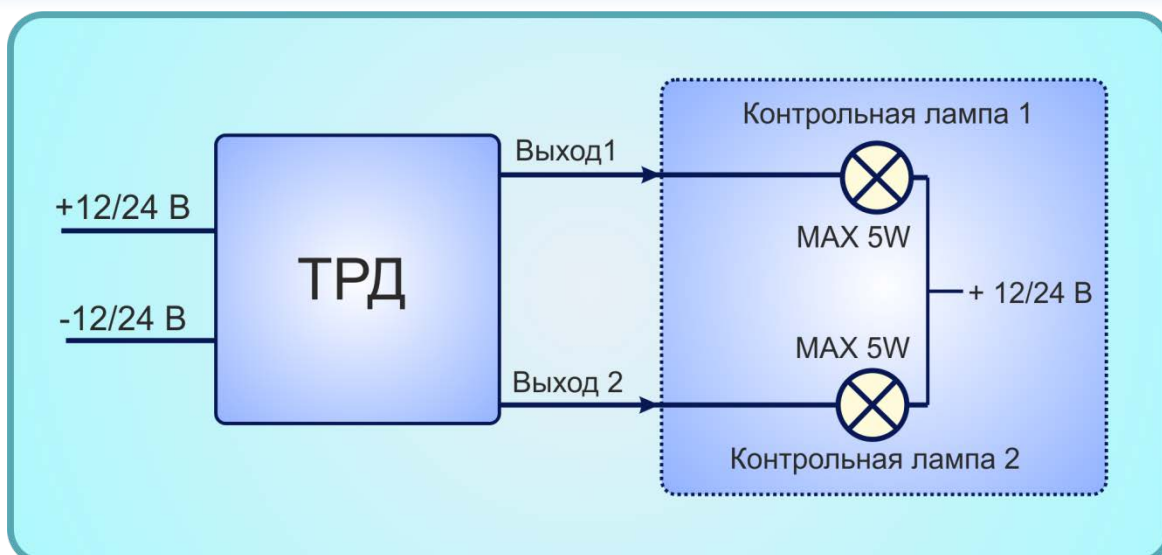 Контрольная лампа 1
Выход1
+12/24 В
MAX 5W
ТРД
+ 12/24 В
-12/24 В
MAX 5W
Выход 2
Контрольная лампа 2